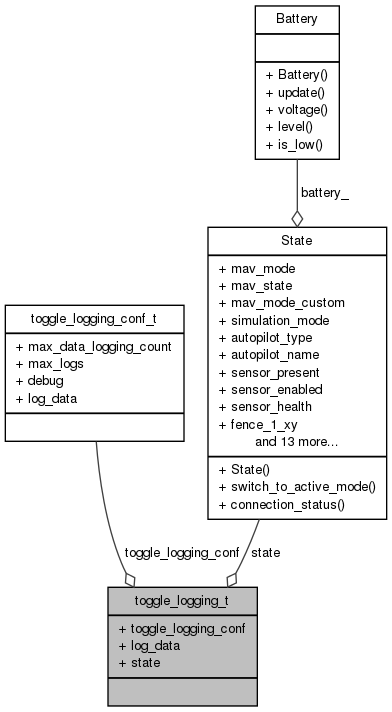 Battery
+ Battery()
+ update()
+ voltage()
+ level()
+ is_low()
battery_
State
+ mav_mode
+ mav_state
+ mav_mode_custom
+ simulation_mode
+ autopilot_type
+ autopilot_name
+ sensor_present
+ sensor_enabled
+ sensor_health
+ fence_1_xy
and 13 more...
+ State()
+ switch_to_active_mode()
+ connection_status()
toggle_logging_conf_t
+ max_data_logging_count
+ max_logs
+ debug
+ log_data
toggle_logging_conf
state
toggle_logging_t
+ toggle_logging_conf
+ log_data
+ state